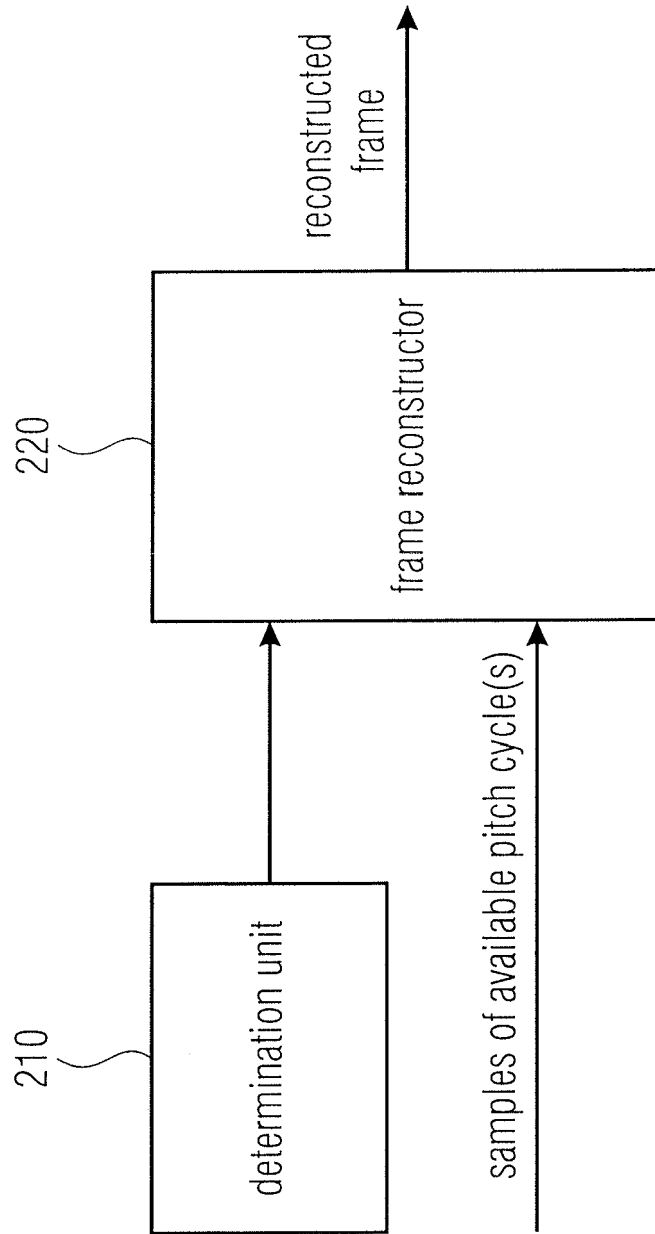 210
determination unit
samples of available pitch cycle(s)
220
frame reconstructor
reconstructed
frame